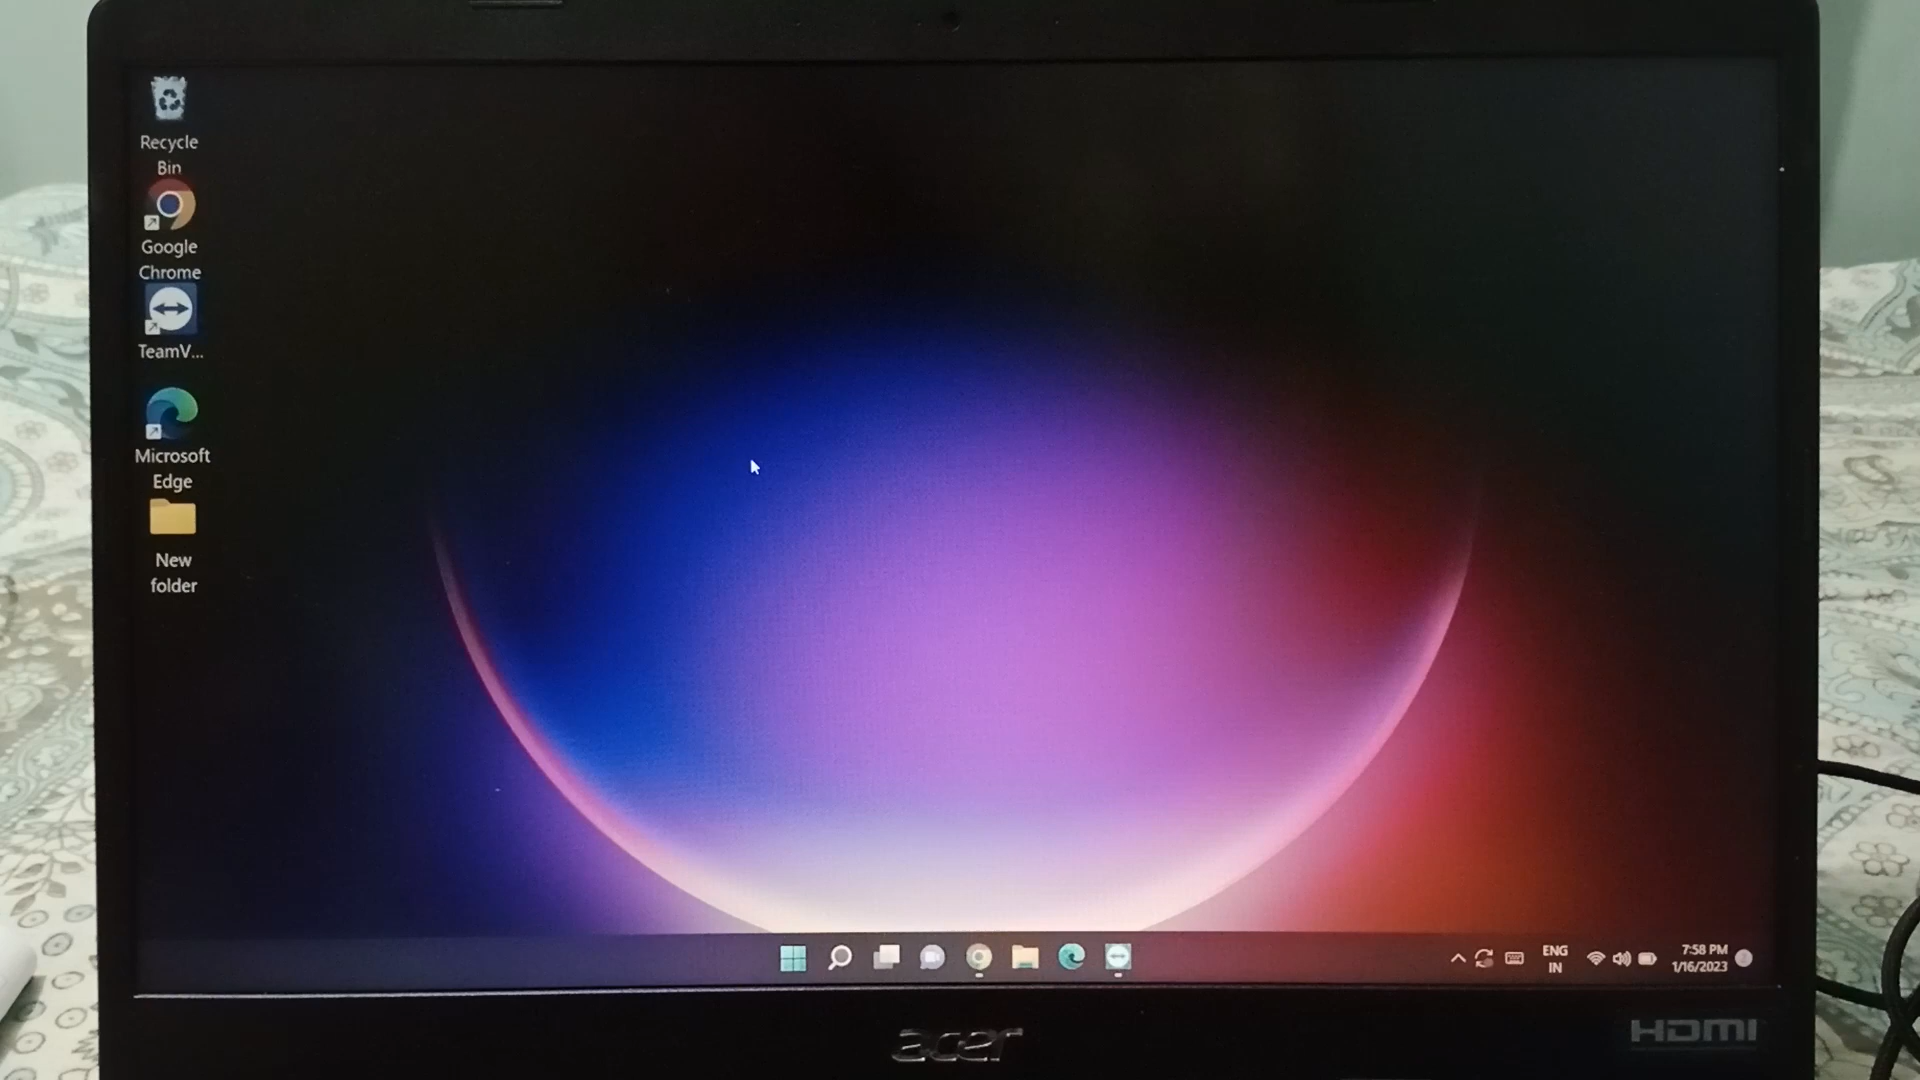 Recycle
Bin
Google
Chrome
TeamV...
Microsoft
Edge
New
folder
ENG
IN
7:58 PM
1/16/2023
acer
HDMI